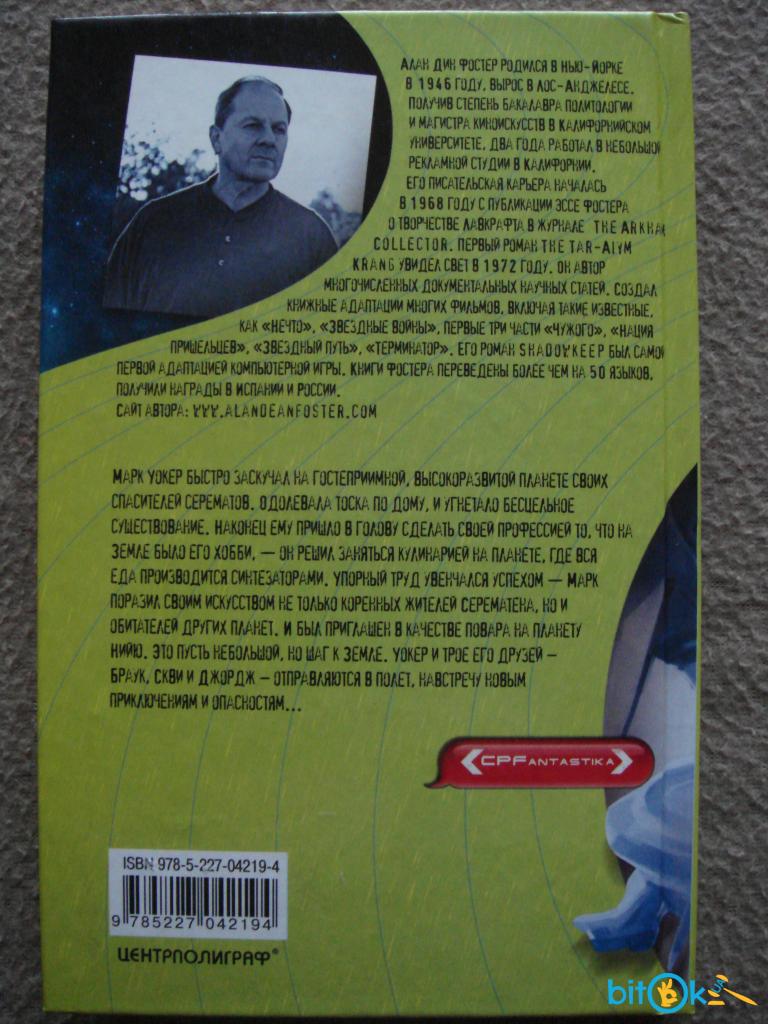 АЛАН ДИН ФОСТЕР РОДИЛСЯ В НЬЮ-ЙОРКЕ
В 1946 ГОДУ, ВЫРОС В ЛОС-АНДЖЕЛЕСЕ.
ПОЛУЧИВ СТЕПЕНЬ БАКАЛАВРА ПОЛИТОЛОГИИ
И МАГИСТРА КИНОИСКУССТВ В КАЛИФОРНИЙСКОМ
УНИВЕРСИТЕТЕ, ДВА ГОДА РАБОТАЛ В НЕБОЛЬШОЙ
РЕКЛАМНОЙ СТУДИИ В КАЛИФОРНИИ.
ЕГО ПИСАТЕЛЬСКАЯ КАРЬЕРА НАЧАЛАСЬ
В 1968 ГОДУ С ПУБЛИКАЦИИ ЭССЕ ФОСТЕРА
О ТВОРЧЕСТВЕ ЛАВКРАФТА В ЖУРНАЛЕ THE ARKHAM
COLLECTOR. ПЕРВЫЙ РОМАН THE TAR-AIYM
KRANG УВИДЕЛ СВЕТ В 1972 ГОДУ. ОН АВТОР
МНОГОЧИСЛЕННЫХ ДОКУМЕНТАЛЬНЫХ НАУЧНЫХ СТАТЕЙ. СОЗДАЛ
КНИЖНЫЕ АДАПТАЦИИ МНОГИХ ФИЛЬМОВ, ВКЛЮЧАЯ ТАКИЕ ИЗВЕСТНЫЕ,
КАК «НЕЧТО», «ЗВЕЗДНЫЕ ВОЙНЫ», ПЕРВЫЕ ТРИ ЧАСТИ «ЧУЖОГО», «НАЦИЯ
ПРИШЕЛЬЦЕВ», «ЗВЕЗДНЫЙ ПУТЬ», «ТЕРМИНАТОР». ЕГО РОМАН SHADOWKEEP БЫЛ САМОЙ
ПЕРВОЙ АДАПТАЦИЕЙ КОМПЬЮТЕРНОЙ ИГРЫ. КНИГИ ФОСТЕРА ПЕРЕВЕДЕНЫ БОЛЕЕ ЧЕМ НА 50 ЯЗЫКОВ,
ПОЛУЧИЛИ НАГРАДЫ В ИСПАНИИ И РОССИИ.
САЙТ АВТОРА: WWW.ALANDEANFOSTER.COM
МАРК УОКЕР БЫСТРО ЗАСКУЧАЛ НА ГОСТЕПРИИМНОЙ, ВЫСОКОРАЗВИТОЙ ПЛАНЕТЕ СВОИХ
СПАСИТЕЛЕЙ СЕРЕМАТОВ. ОДОЛЕВАЛА ТОСКА ПО ДОМУ, И УГНЕТАЛО БЕСЦЕЛЬНОЕ
СУЩЕСТВОВАНИЕ. НАКОНЕЦ ЕМУ ПРИШЛО В ГОЛОВУ СДЕЛАТЬ СВОЕЙ ПРОФЕССИЕЙ ТО, ЧТО НА
ЗЕМЛЕ БЫЛО ЕГО ХОББИ, — ОН РЕШИЛ ЗАНЯТЬСЯ КУЛИНАРИЕЙ НА ПЛАНЕТЕ, ГДЕ ВСЯ
ЕДА ПРОИЗВОДИТСЯ СИНТЕЗАТОРАМИ. УПОРНЫЙ ТРУД УВЕНЧАЛСЯ УСПЕХОМ — МАРК
ПОРАЗИЛ СВОИМ ИСКУССТВОМ НЕ ТОЛЬКО КОРЕННЫХ ЖИТЕЛЕЙ СЕРЕМАТЕНА, НО И
ОБИТАТЕЛЕЙ ДРУГИХ ПЛАНЕТ. И БЫЛ ПРИГЛАШЕН В КАЧЕСТВЕ ПОВАРА НА ПЛАНЕТУ
НИЙЮ. ЭТО ПУСТЬ НЕБОЛЬШОЙ, НО ШАГ К ЗЕМЛЕ. УОКЕР И ТРОЕ ЕГО ДРУЗЕЙ —
БРАУК, СКВИ И ДЖОРДЖ — ОТПРАВЛЯЮТСЯ В ПОЛЕТ, НАВСТРЕЧУ НОВЫМ
ПРИКЛЮЧЕНИЯМ И ОПАСНОСТЯМ...
CPFANTASTIKA
ISBN 978-5-227-04219-4
9 785227 042194
ЦЕНТРПОЛИГРАФ®
bitOk UA